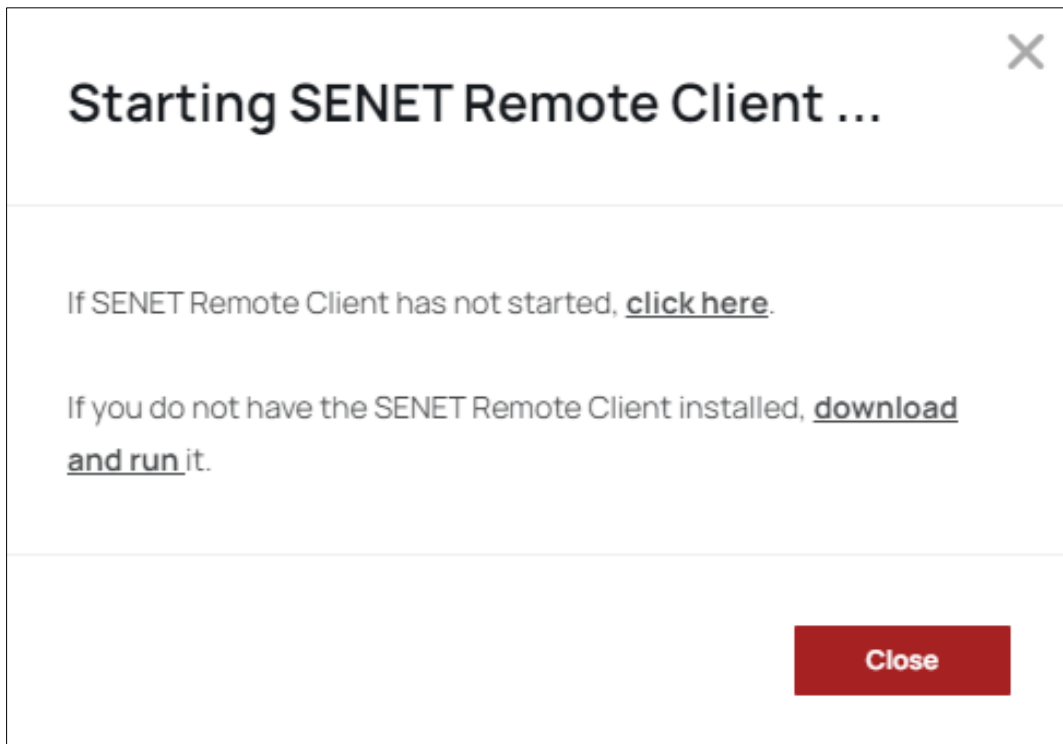 Starting SENET Remote Client ...
If SENET Remote Client has not started, click here.
If you do not have the SENET Remote Client installed, download
and run it.
Close